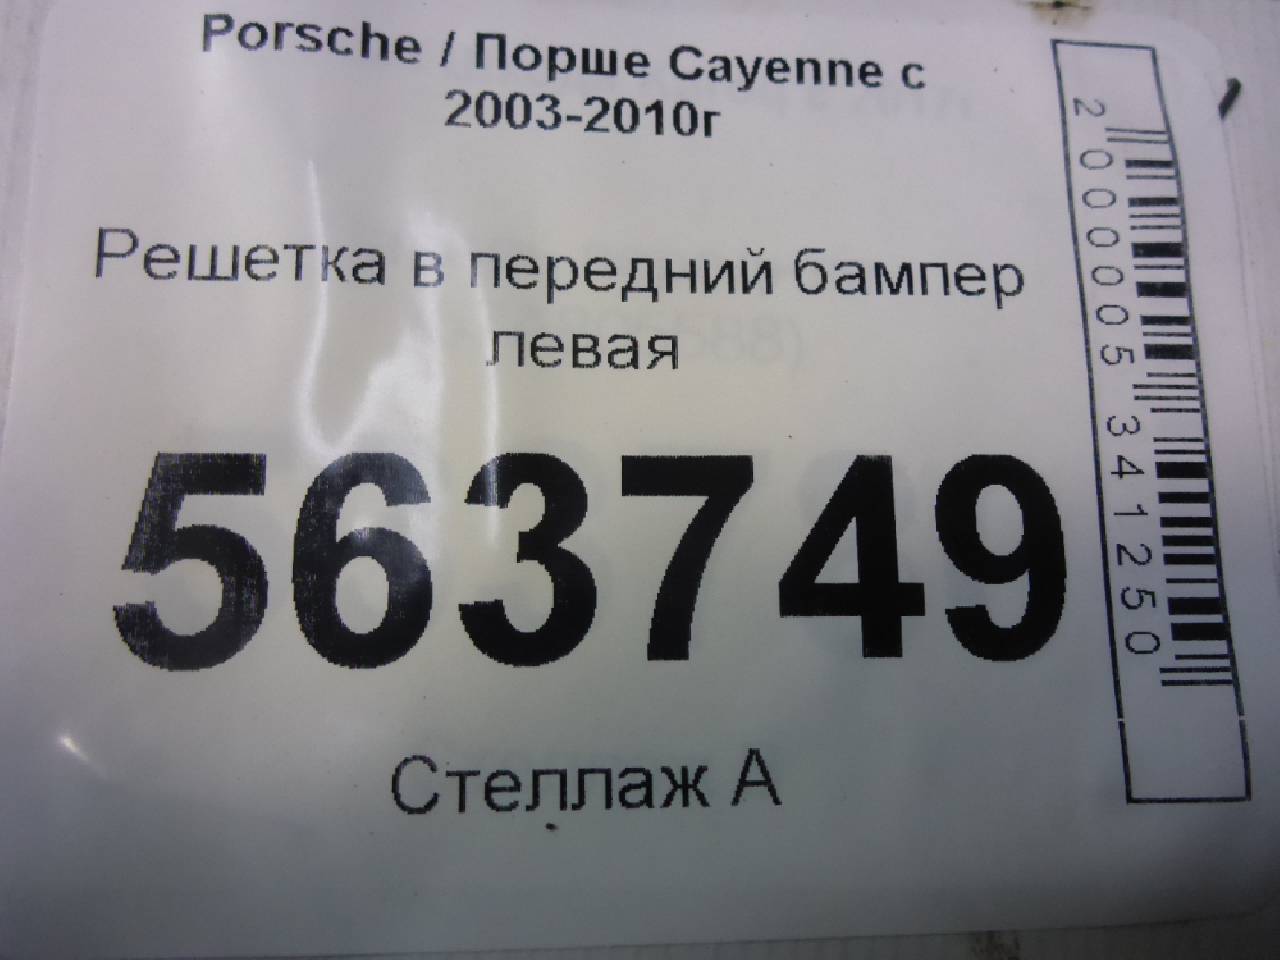 Porsche / Порше Cayenne с
2003-2010г
Решетка в передний бампер
левая
563749
Стеллаж А
2000005341250